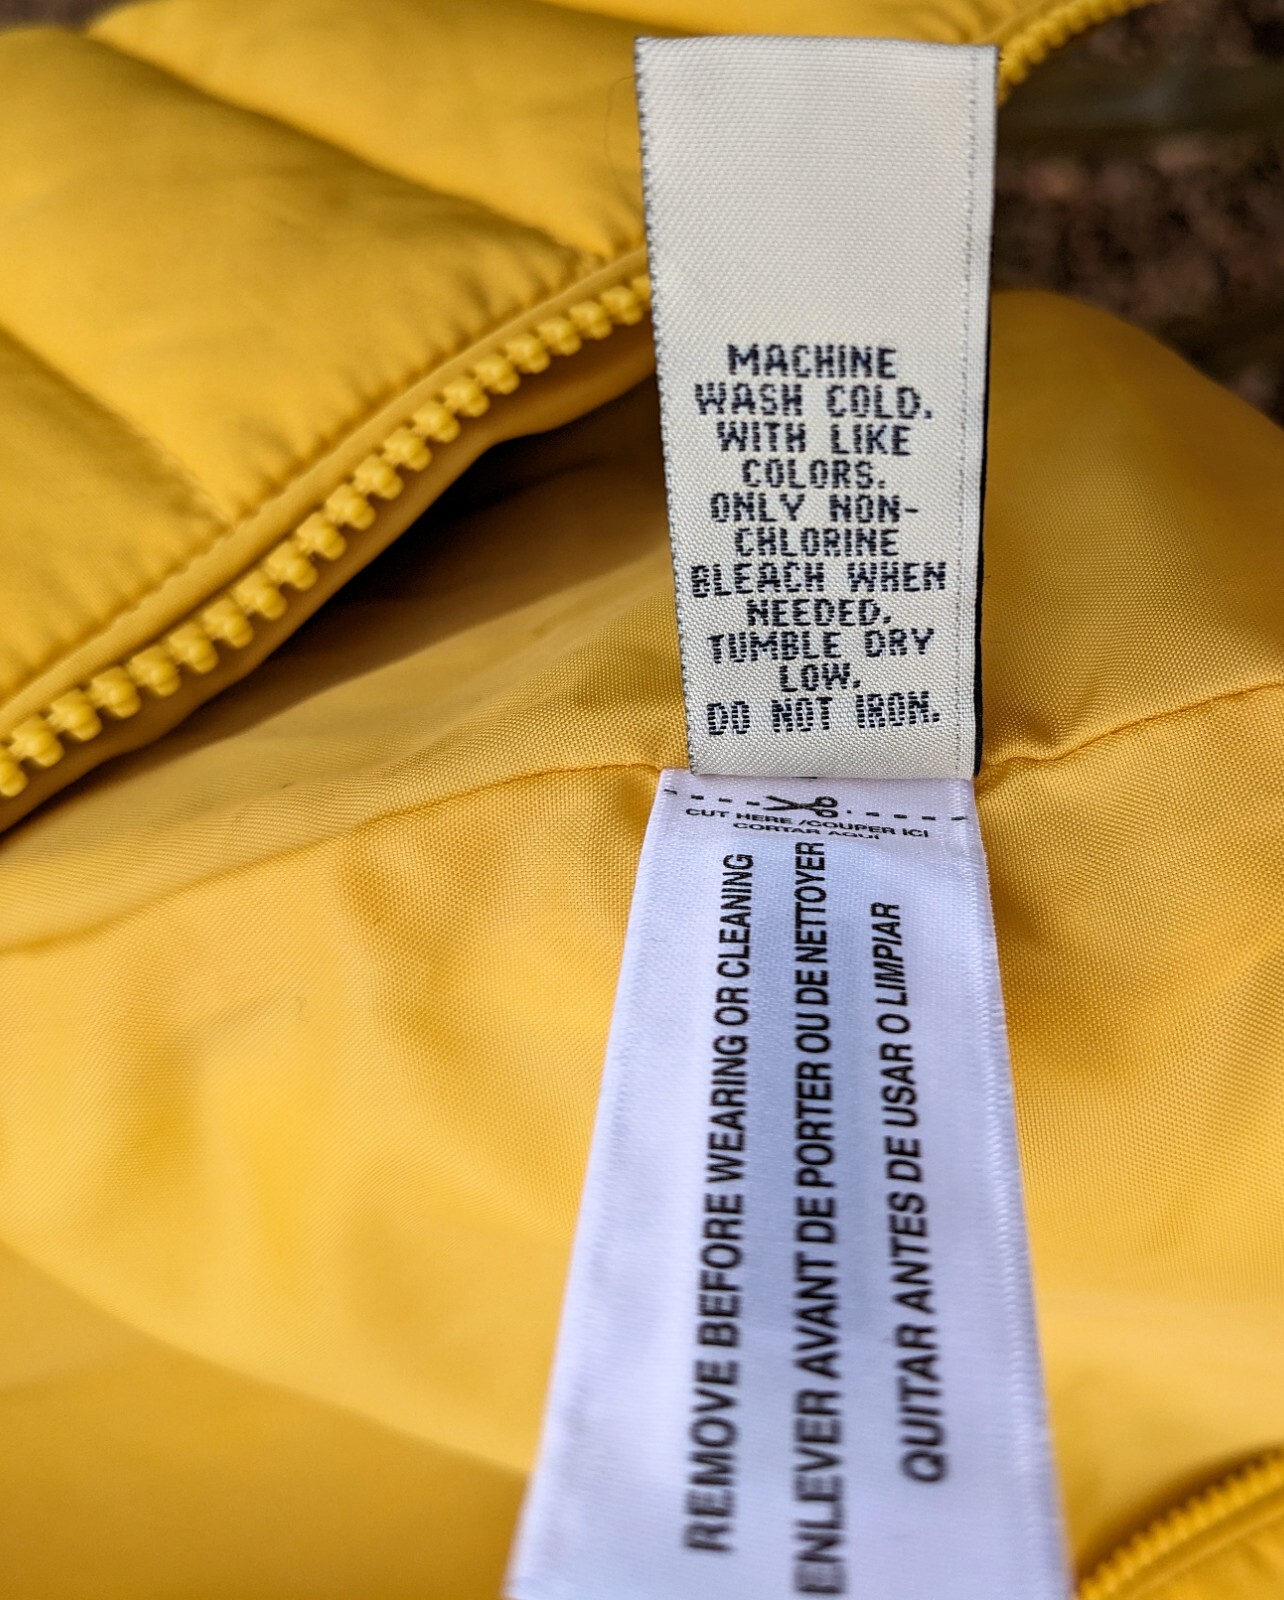 MACHINE
WASH COLD.
WITH LIKE
COLORS.
ONLY NON-
CHLORINE
BLEACH WHEN
NEEDED.
TUMBLE DRY
LOW.
DO NOT IRON.
CUT HERE /COUPER ICI
CORTAR AQUI
REMOVE BEFORE WEARING OR CLEANING
ENLEVER AVANT DE PORTER OU DE NETTOYER
QUITAR ANTES DE USAR O LIMPIAR